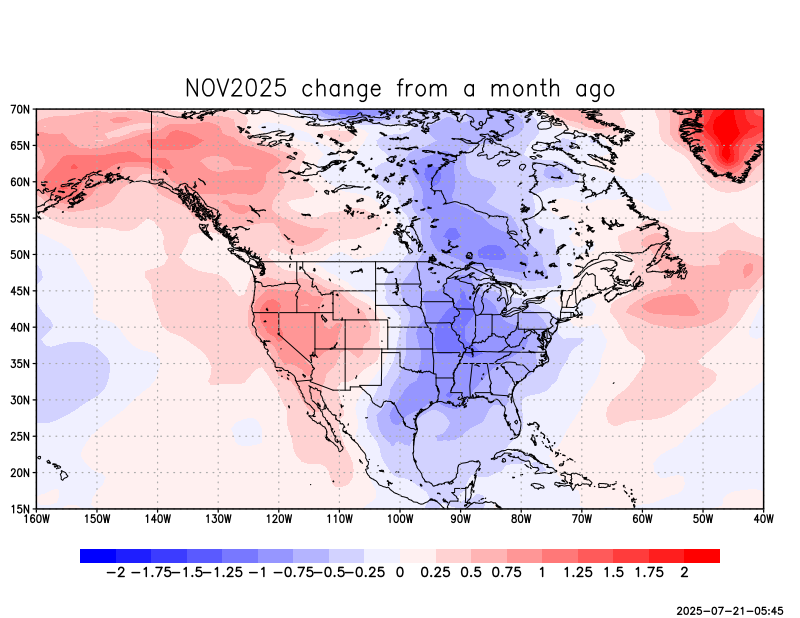 NOV2025 change from a month ago
70N
65N
60N
55N
50N
45N
40N
35N
30N
25N
20N
15N
160W 150W 140W 130W 120W 110W 100W 90W 80W 70W 60W 50W 40W
-2 -1.75 -1.5 -1.25 -1 -0.75 -0.5 -0.25 0 0.25 0.5 0.75 1 1.25 1.5 1.75 2
2025-07-21-05:45